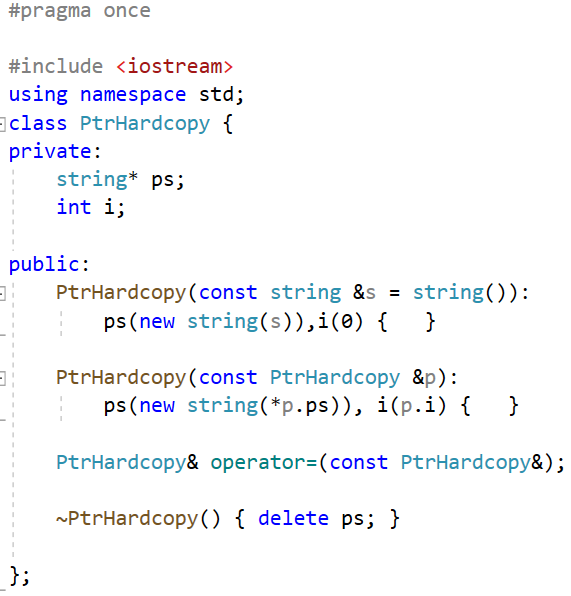 #pragma once
#include <iostream>
using namespace std;
class PtrHardcopy {
private:
string* ps;
int i;
public:
PtrHardcopy(const string &s = string()):
ps(new string(s)),i(0) {   }
PtrHardcopy(const PtrHardcopy &p):
ps(new string(*p.ps)), i(p.i) {   }
PtrHardcopy& operator=(const PtrHardcopy&);
~PtrHardcopy() { delete ps; }
};